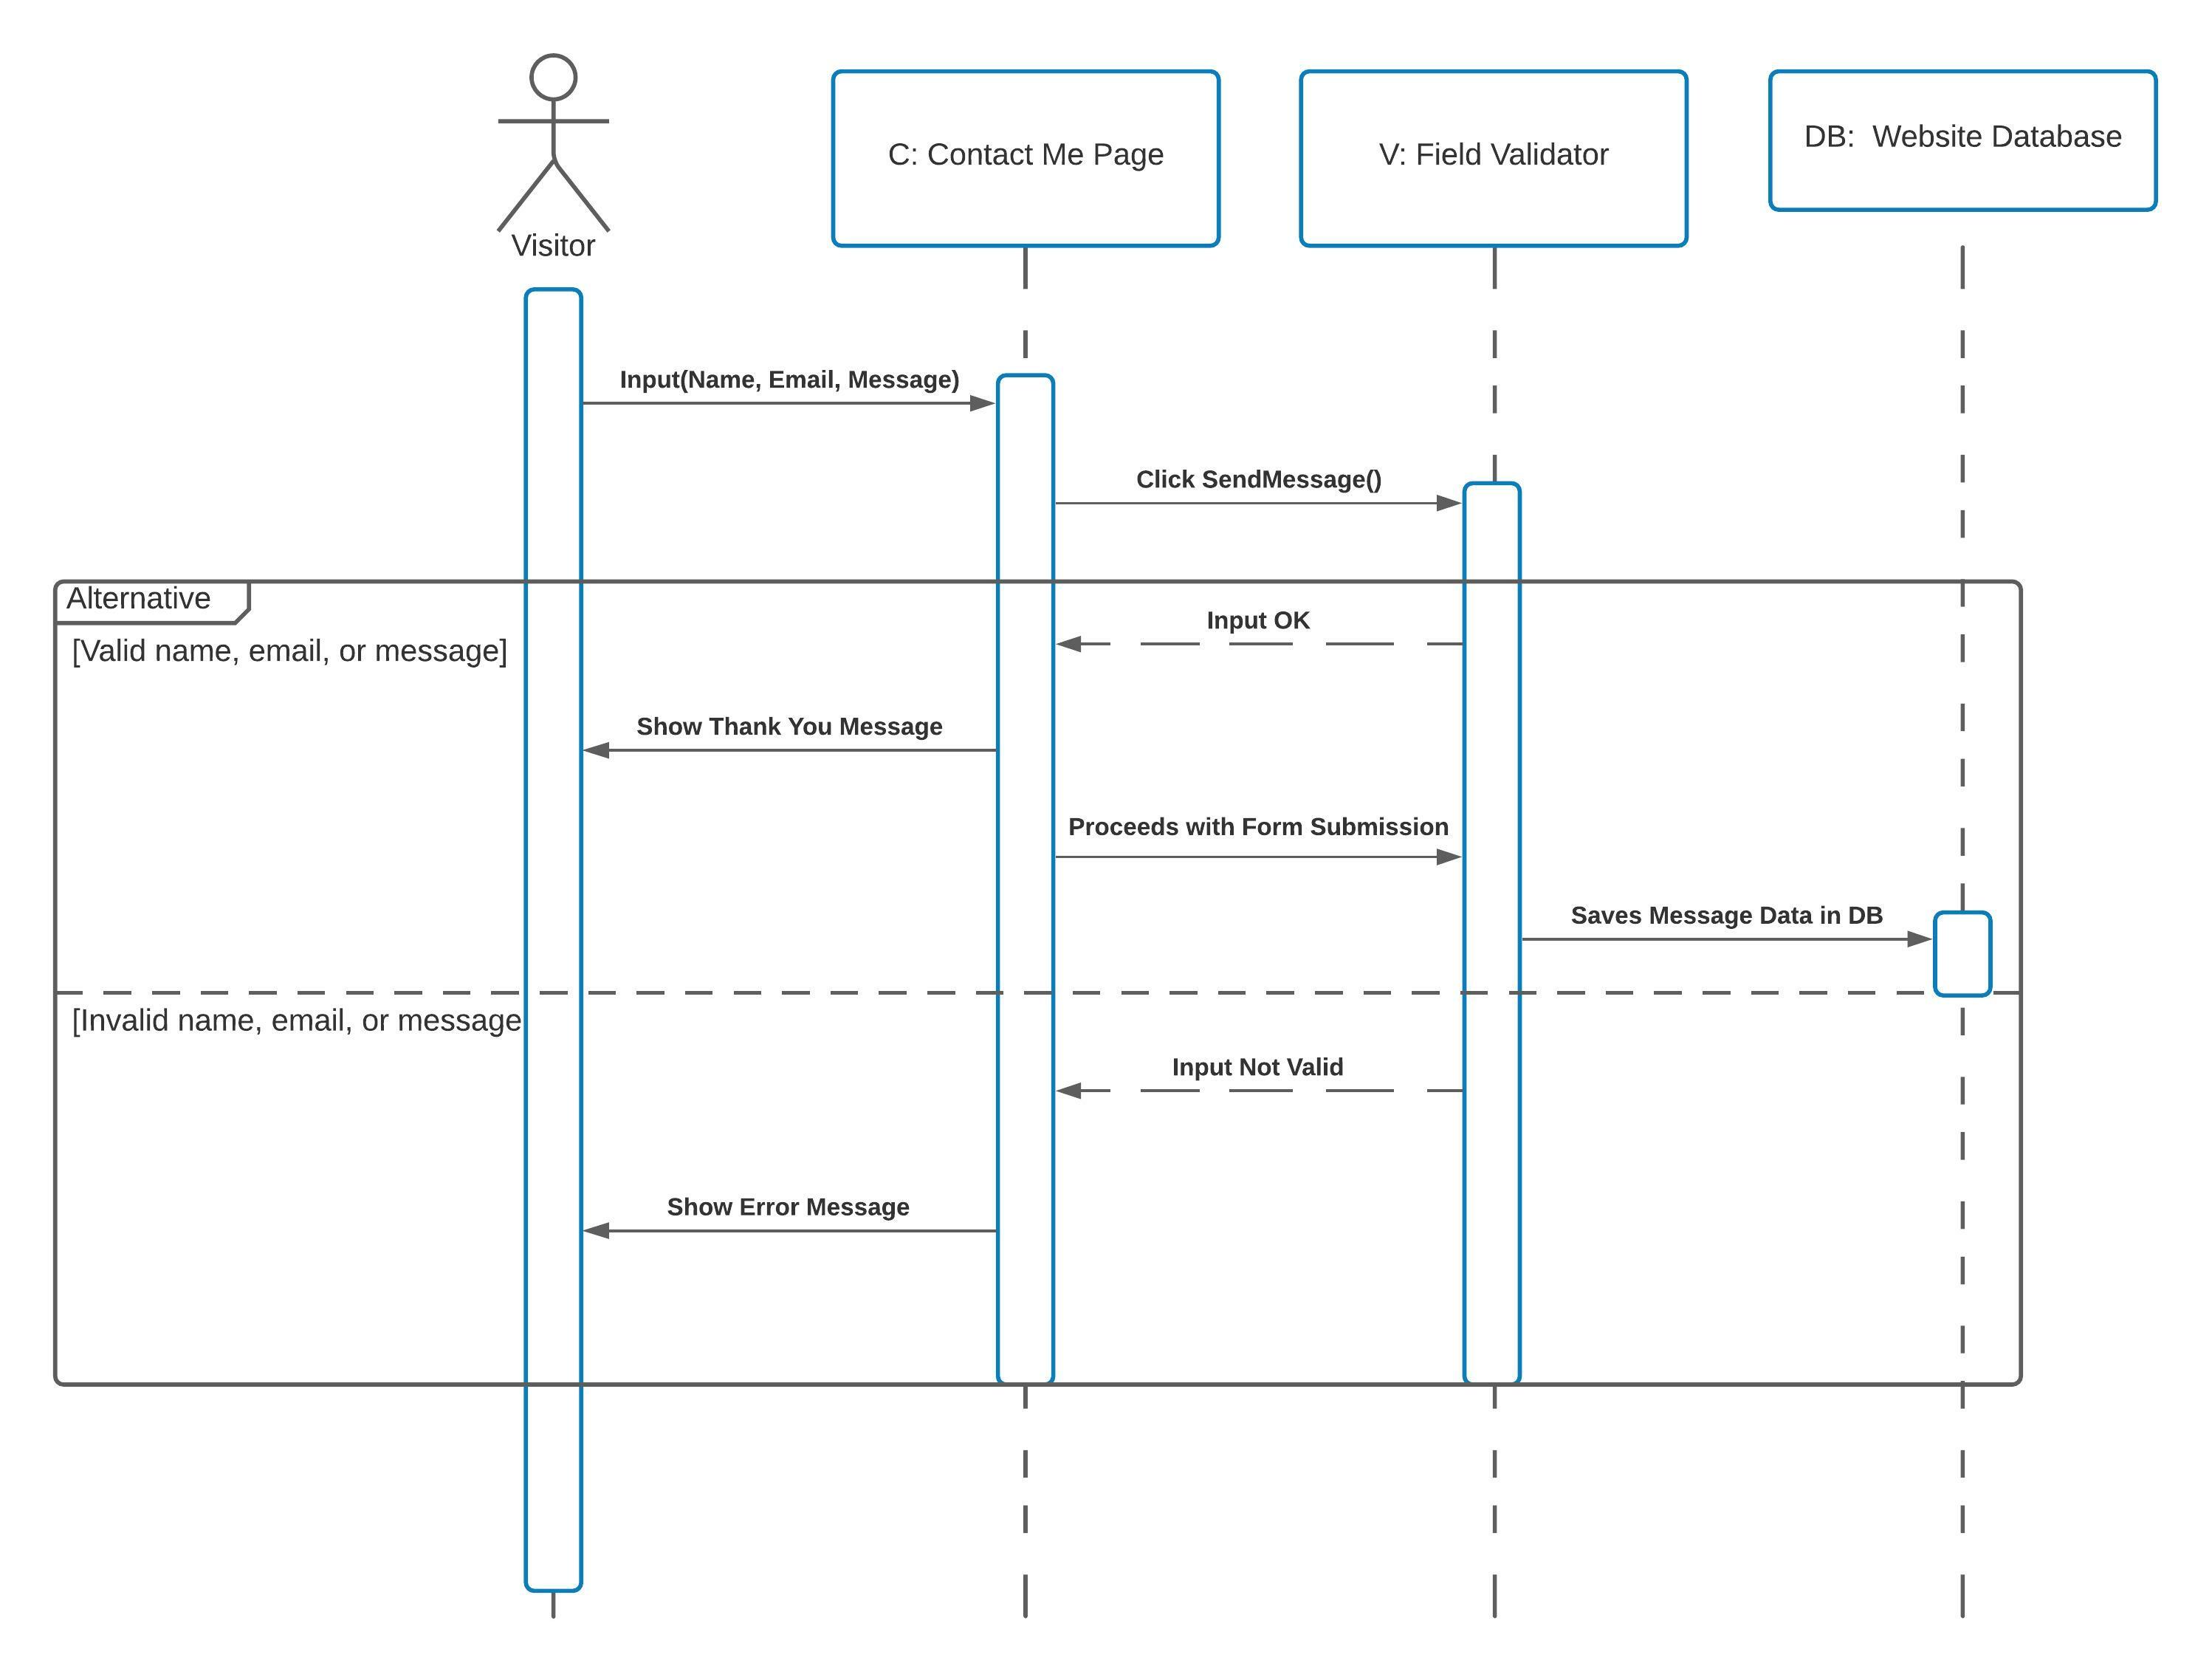 Visitor
C: Contact Me Page
V: Field Validator
DB:  Website Database
Input(Name, Email, Message)
Click SendMessage()
Alternative
[Valid name, email, or message]
Input OK
Show Thank You Message
Proceeds with Form Submission
Saves Message Data in DB
[Invalid name, email, or message
Input Not Valid
Show Error Message